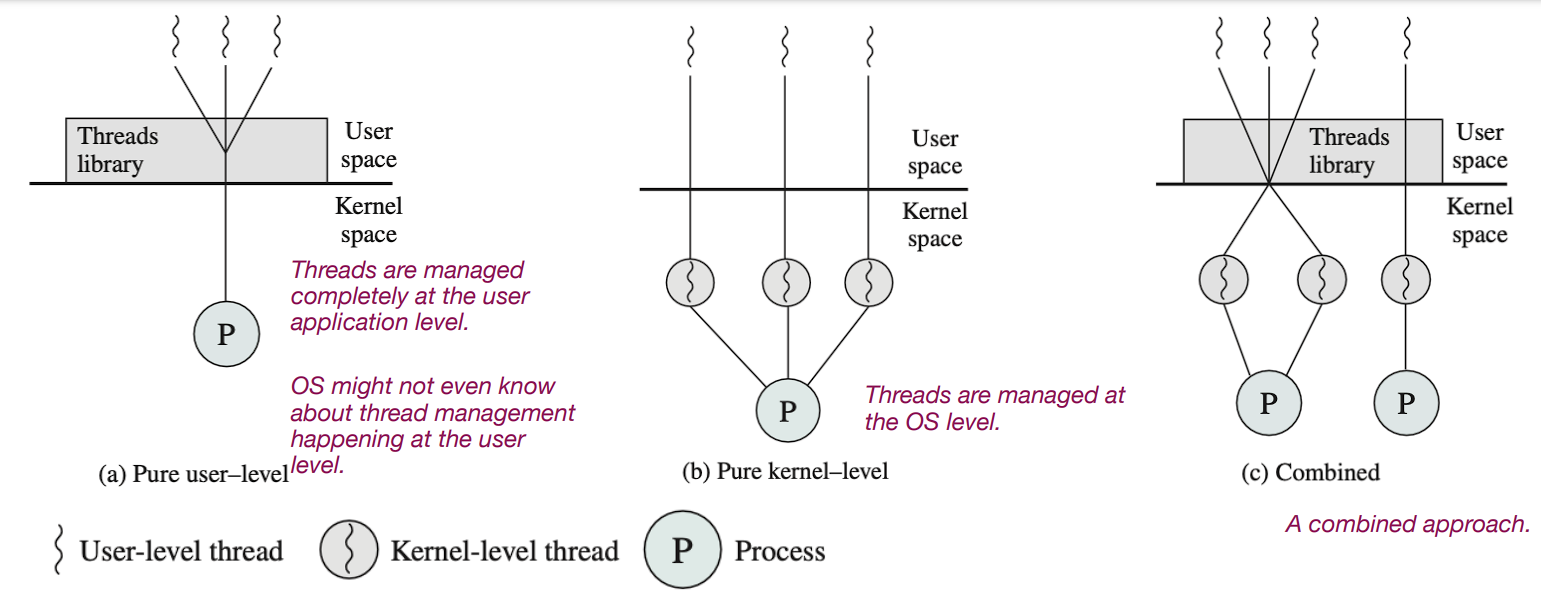 Threads
library
User
space
Kernel
space
Threads are managed
completely at the user
application level.
P
OS might not even know
about thread management
happening at the user
level.
(a) Pure user–level
User
space
Kernel
space
P
Threads are managed at
the OS level.
(b) Pure kernel–level
Threads
library
User
space
Kernel
space
P
P
(c) Combined
A combined approach.
User-level thread
Kernel-level thread
P
Process